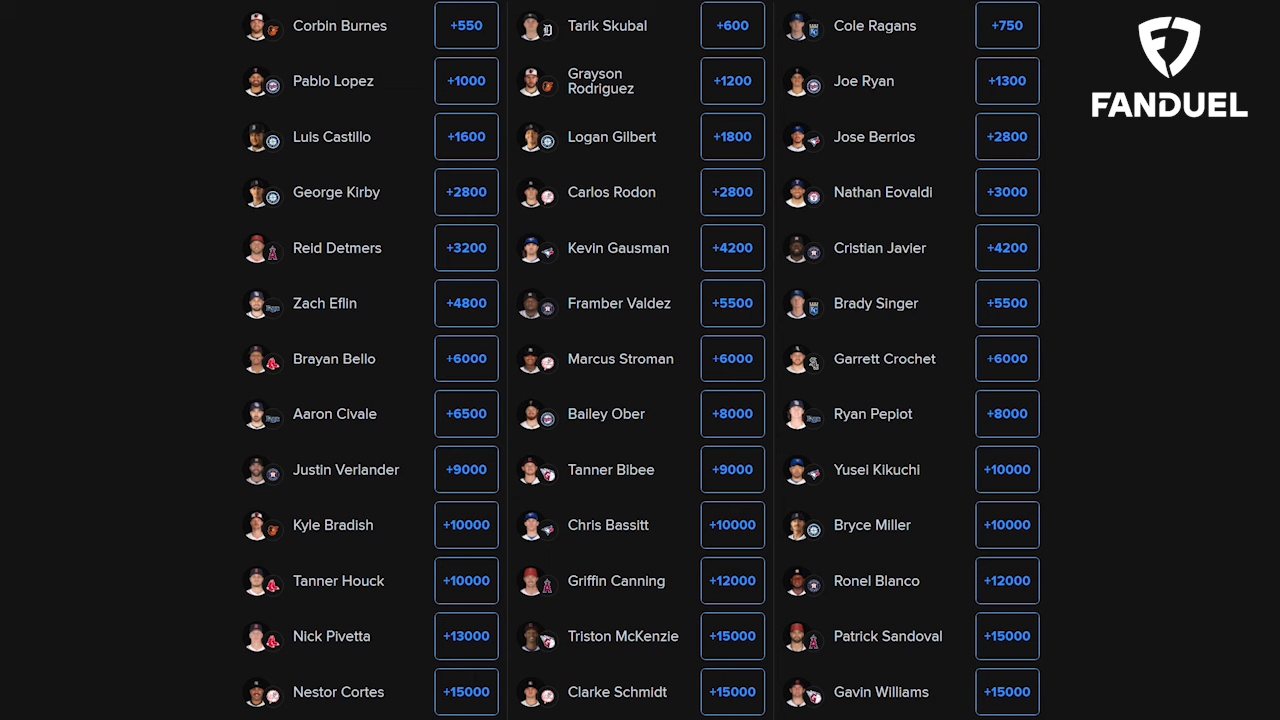 Corbin Burnes +550 Tarik Skubal +600 Cole Ragans +750
FANDUEL
Pablo Lopez +1000 Grayson
Rodriguez +1200 Joe Ryan +1300
Luis Castillo +1600 Logan Gilbert +1800 Jose Berrios +2800
George Kirby +2800 Carlos Rodon +2800 Nathan Eovaldi +3000
Reid Detmers +3200 Kevin Gausman +4200 Cristian Javier +4200
Zach Eflin +4800 Framber Valdez +5500 Brady Singer +5500
Brayan Bello +6000 Marcus Stroman +6000 Garrett Crochet +6000
Aaron Civale +6500 Bailey Ober +8000 Ryan Pepiot +8000
Justin Verlander +9000 Tanner Bibee +9000 Yusei Kikuchi +10000
Kyle Bradish +10000 Chris Bassitt +10000 Bryce Miller +10000
Tanner Houck +10000 Griffin Canning +12000 Ronel Blanco +12000
Nick Pivetta +13000 Triston McKenzie +15000 Patrick Sandoval +15000
Nestor Cortes +15000 Clarke Schmidt +15000 Gavin Williams +15000